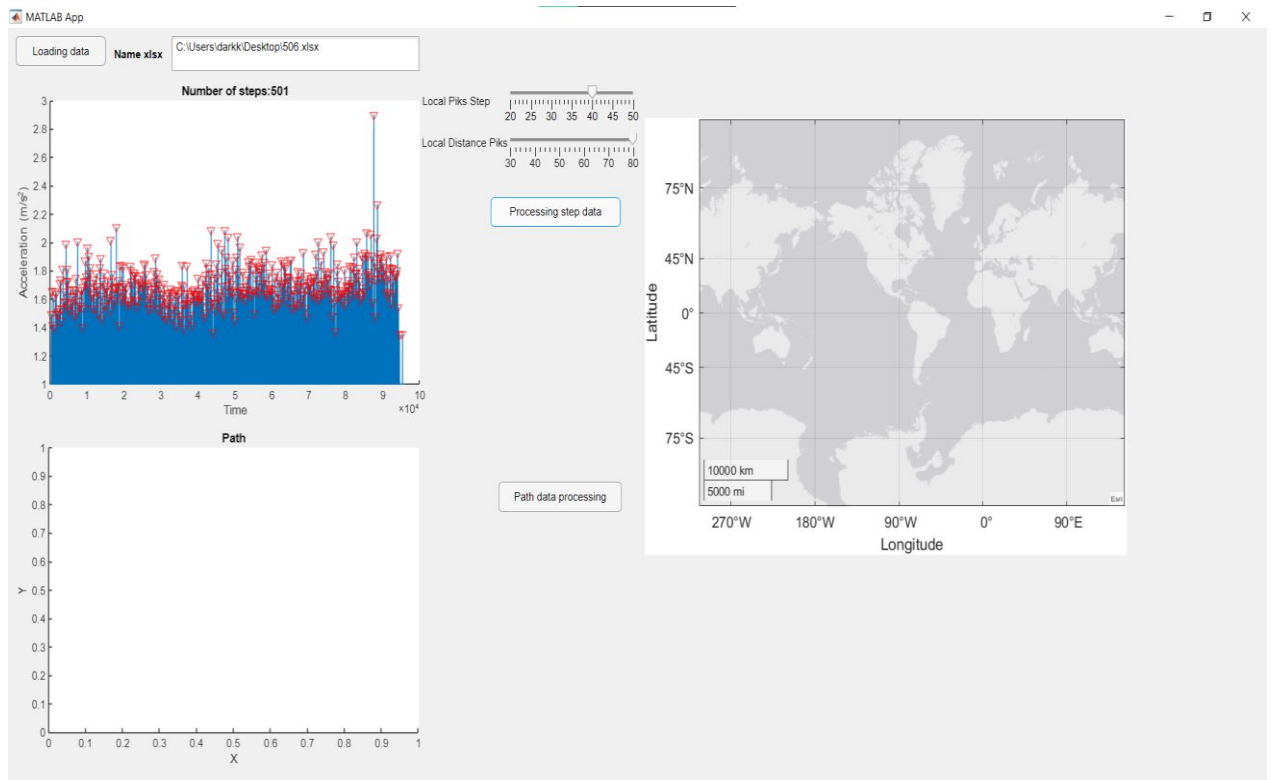 MATLAB App
Loading data
Name xlsx
C:\Users\darkk\Desktop\506.xlsx
Number of steps:501
Acceleration (m/s²)
3
2.8
2.6
2.4
2.2
2
1.8
1.6
1.4
1.2
1
0 1 2 3 4 5 6 7 8 9 10
Time
×10⁴
Local Piks Step
20 25 30 35 40 45 50
Local Distance Piks
30 40 50 60 70 80
Processing step data
Path
Y
1
0.9
0.8
0.7
0.6
0.5
0.4
0.3
0.2
0.1
0
0 0.1 0.2 0.3 0.4 0.5 0.6 0.7 0.8 0.9 1
X
Path data processing
Latitude
75°N
45°N
0°
45°S
75°S
10000 km
5000 mi
Esri
270°W 180°W 90°W 0° 90°E
Longitude